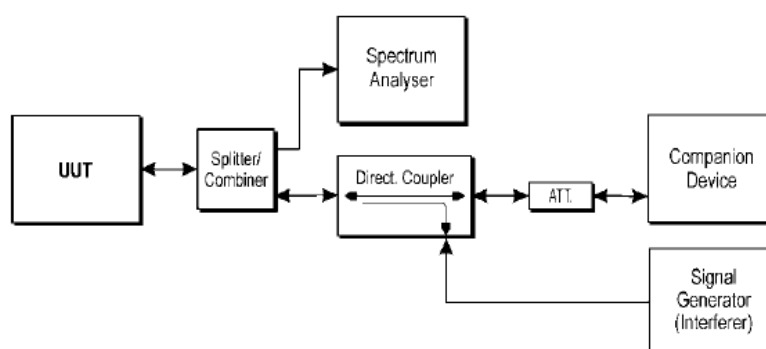 Spectrum
Analyser
UUT
Splitter/
Combiner
Direct. Coupler
ATT.
Companion
Device
Signal
Generator
(Interferer)